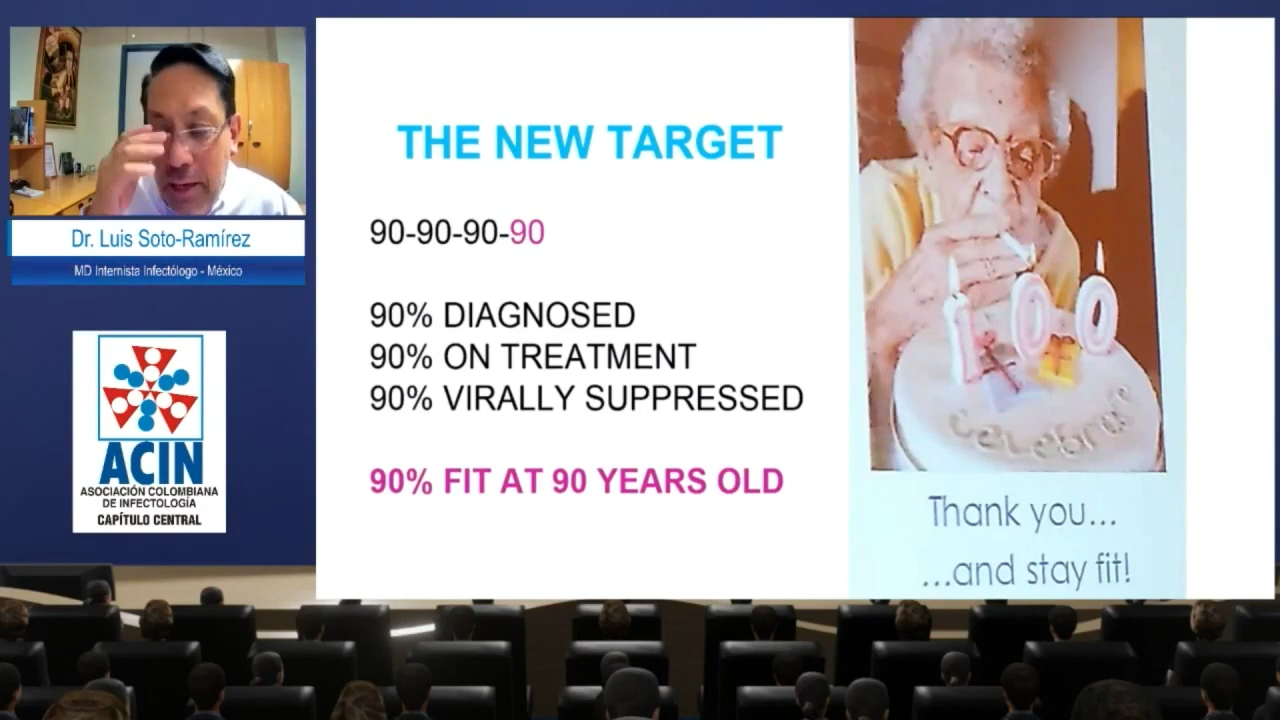 Dr. Luis Soto-Ramírez
MD Internista Infectólogo - México
ACIN
ASOCIACIÓN COLOMBIANA
DE INFECTOLOGÍA
CAPÍTULO CENTRAL
THE NEW TARGET
90-90-90-90
90% DIAGNOSED
90% ON TREATMENT
90% VIRALLY SUPPRESSED
90% FIT AT 90 YEARS OLD
100
Celebrate
Thank you...
...and stay fit!